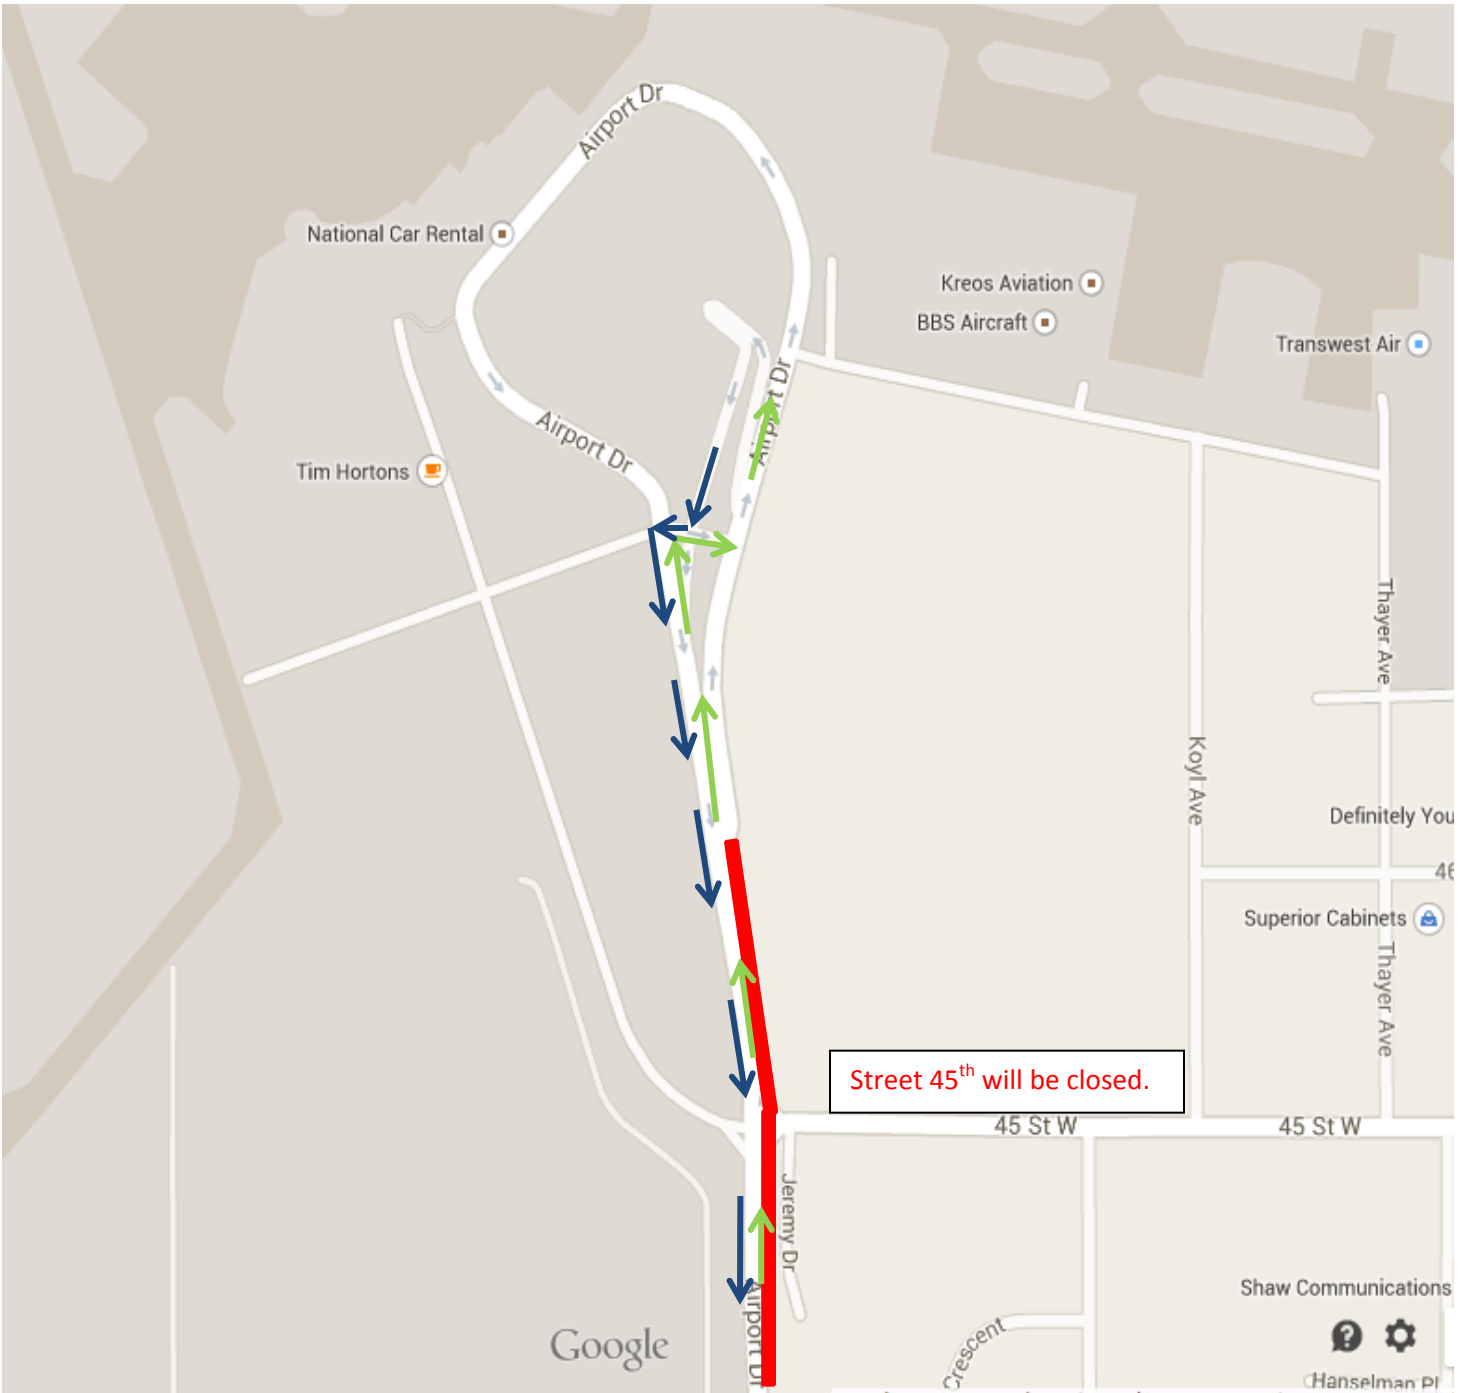 Airport Dr
National Car Rental
Kreos Aviation
BBS Aircraft
Transwest Air
Airport Dr
Airport Dr
Tim Hortons
Thayer Ave
Koyl Ave
Definitely You
46
Superior Cabinets
Thayer Ave
Street 45th will be closed.
45 St W
45 St W
Jeremy Dr
Airport Dr
Shaw Communications
Google
Crescent
Hanselman Pl